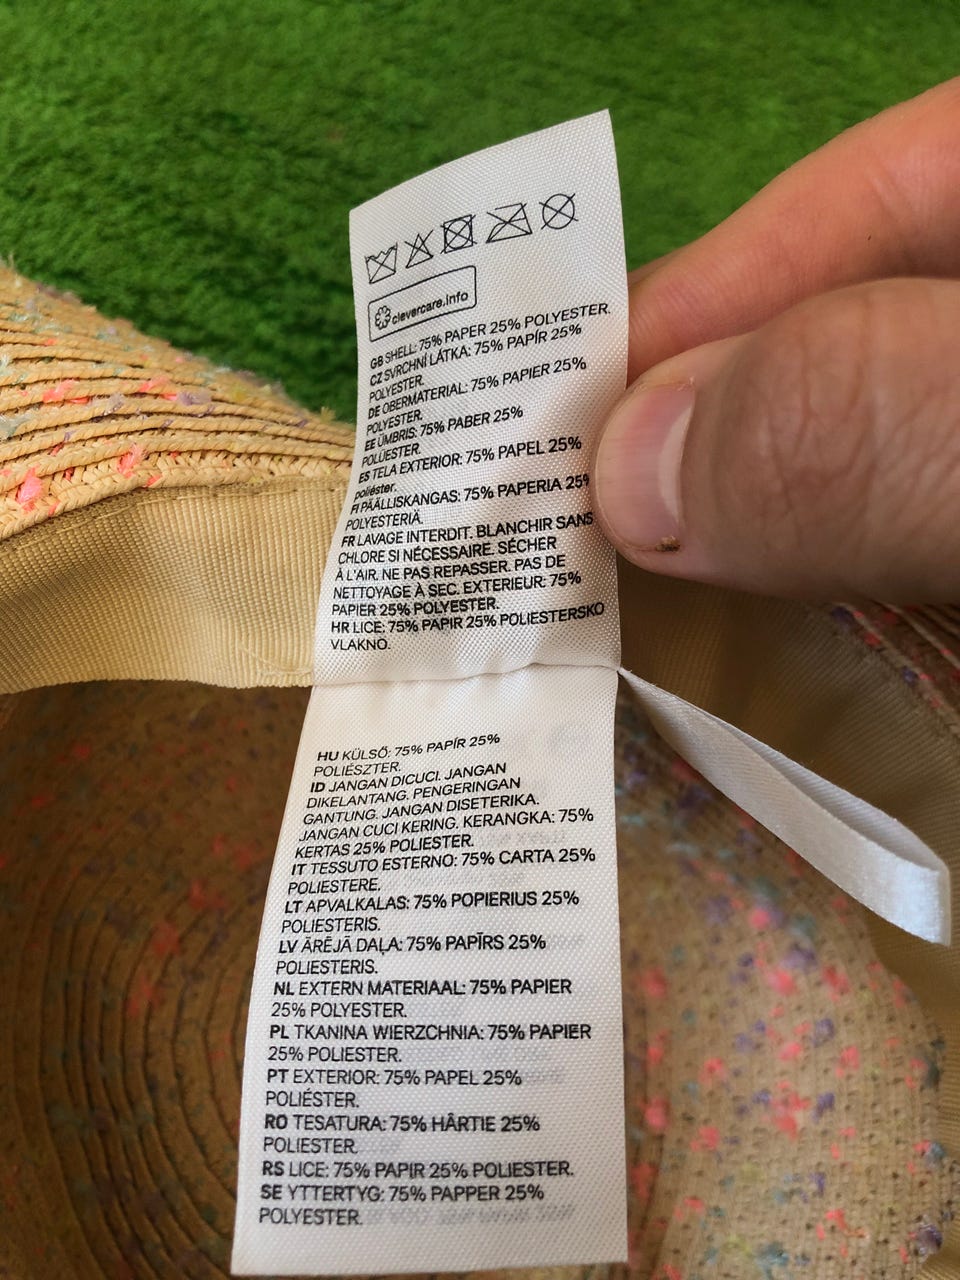 clevercare.info
GB SHELL: 75% PAPER 25% POLYESTER.
CZ SVRCHNÍ LÁTKA: 75% PAPÍR 25%
POLYESTER.
DE OBERMATERIAL: 75% PAPIER 25%
POLYESTER.
EE ÜMBRIS: 75% PABER 25%
POLÜESTER.
ES TELA EXTERIOR: 75% PAPEL 25%
poliéster.
FI PÄÄLLISKANGAS: 75% PAPERIA 25%
POLYESTERIÄ.
FR LAVAGE INTERDIT. BLANCHIR SANS
CHLORE SI NÉCESSAIRE. SÉCHER
À L'AIR. NE PAS REPASSER. PAS DE
NETTOYAGE À SEC. EXTERIEUR: 75%
PAPIER 25% POLYESTER.
HR LICE: 75% PAPIR 25% POLIESTERSKO
VLAKNO.
HU KÜLSŐ: 75% PAPÍR 25%
POLIÉSZTER.
ID JANGAN DICUCI. JANGAN
DIKELANTANG. PENGERINGAN
GANTUNG. JANGAN DISETERIKA.
JANGAN CUCI KERING. KERANGKA: 75%
KERTAS 25% POLIESTER.
IT TESSUTO ESTERNO: 75% CARTA 25%
POLIESTERE.
LT APVALKALAS: 75% POPIERIUS 25%
POLIESTERIS.
LV ĀRĒJĀ DAĻA: 75% PAPĪRS 25%
POLIESTERIS.
NL EXTERN MATERIAAL: 75% PAPIER
25% POLYESTER.
PL TKANINA WIERZCHNIA: 75% PAPIER
25% POLIESTER.
PT EXTERIOR: 75% PAPEL 25%
POLIÉSTER.
RO TESATURA: 75% HÂRTIE 25%
POLIESTER.
RS LICE: 75% PAPIR 25% POLIESTER.
SE YTTERTYG: 75% PAPPER 25%
POLYESTER.